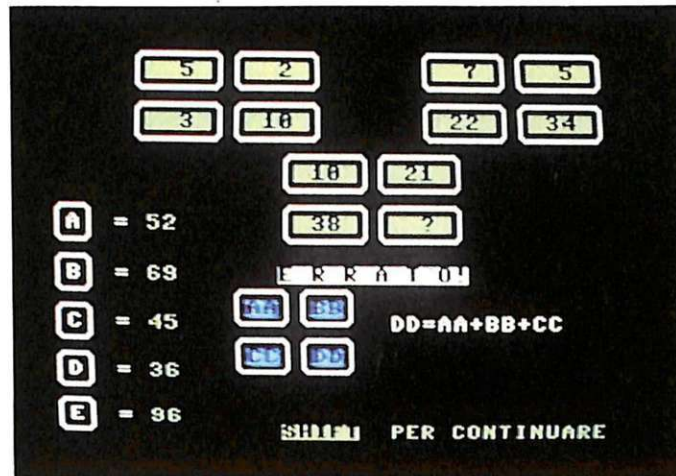 5 2 7 5
3 10 22 34
10 21
38 ?
A = 52
B = 69
E R R A T O !
C = 45
AA BB
DD=AA+BB+CC
CC DD
D = 36
E = 96
SHIFT PER CONTINUARE